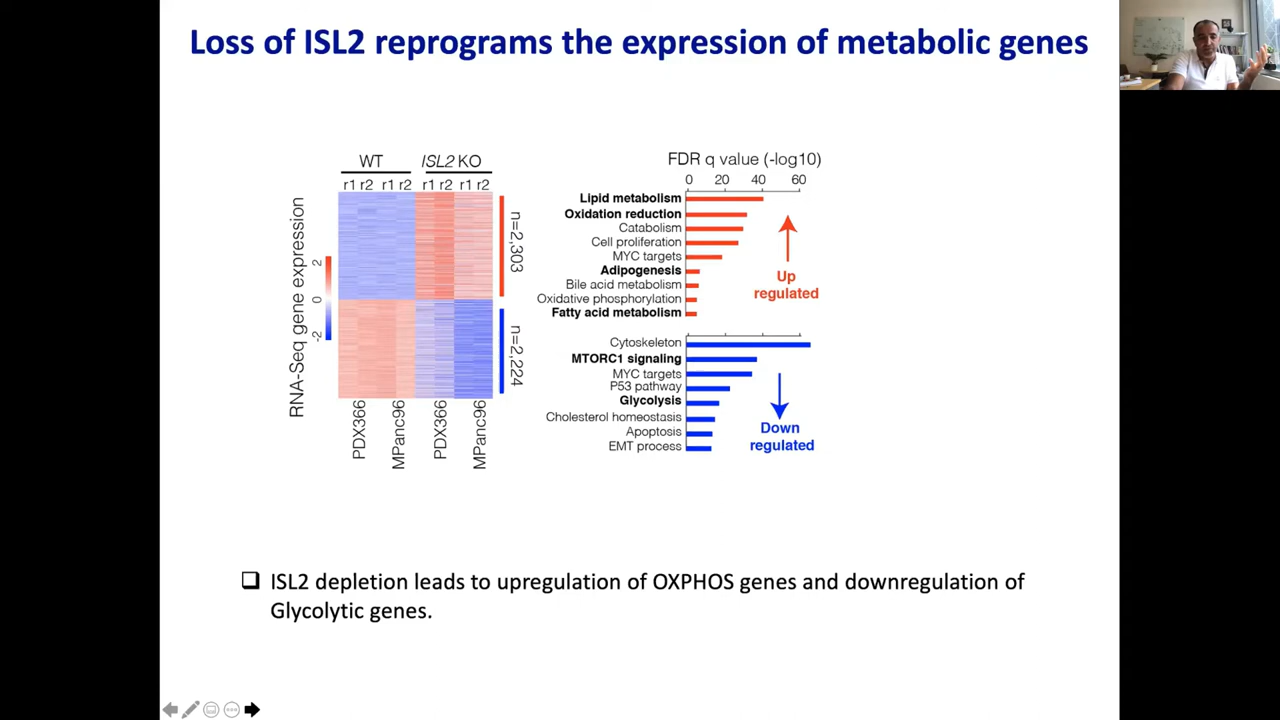 Loss of ISL2 reprograms the expression of metabolic genes
WT
ISL2 KO
r1 r2 r1 r2 r1 r2 r1 r2
RNA-Seq gene expression
2
0
-2
n=2,303
n=2,224
PDX366
MPanc96
PDX366
MPanc96
FDR q value (-log10)
0 20 40 60
Lipid metabolism
Oxidation reduction
Catabolism
Cell proliferation
MYC targets
Adipogenesis
Bile acid metabolism
Oxidative phosphorylation
Fatty acid metabolism
Up
regulated
Cytoskeleton
MTORC1 signaling
MYC targets
P53 pathway
Glycolysis
Cholesterol homeostasis
Apoptosis
EMT process
Down
regulated
ISL2 depletion leads to upregulation of OXPHOS genes and downregulation of
Glycolytic genes.